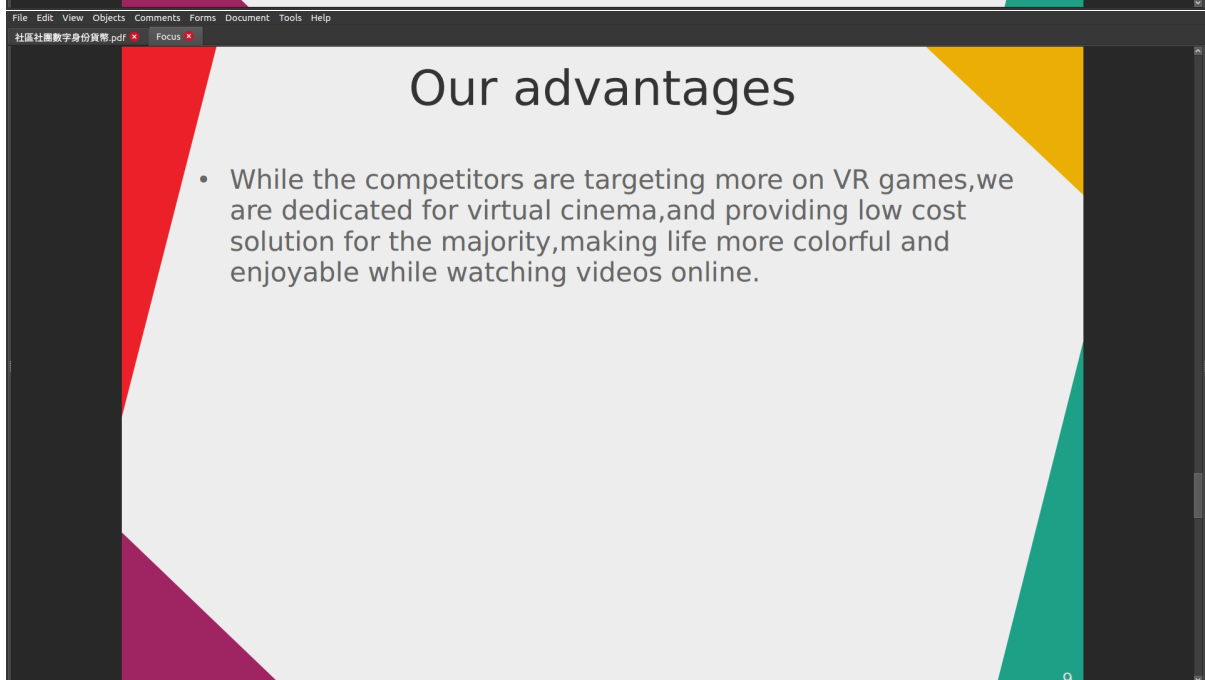 File Edit View Objects Comments Forms Document Tools Help
社區社團數字身份貨幣.pdf Focus
Our advantages
• While the competitors are targeting more on VR games,we
are dedicated for virtual cinema,and providing low cost
solution for the majority,making life more colorful and
enjoyable while watching videos online.
9